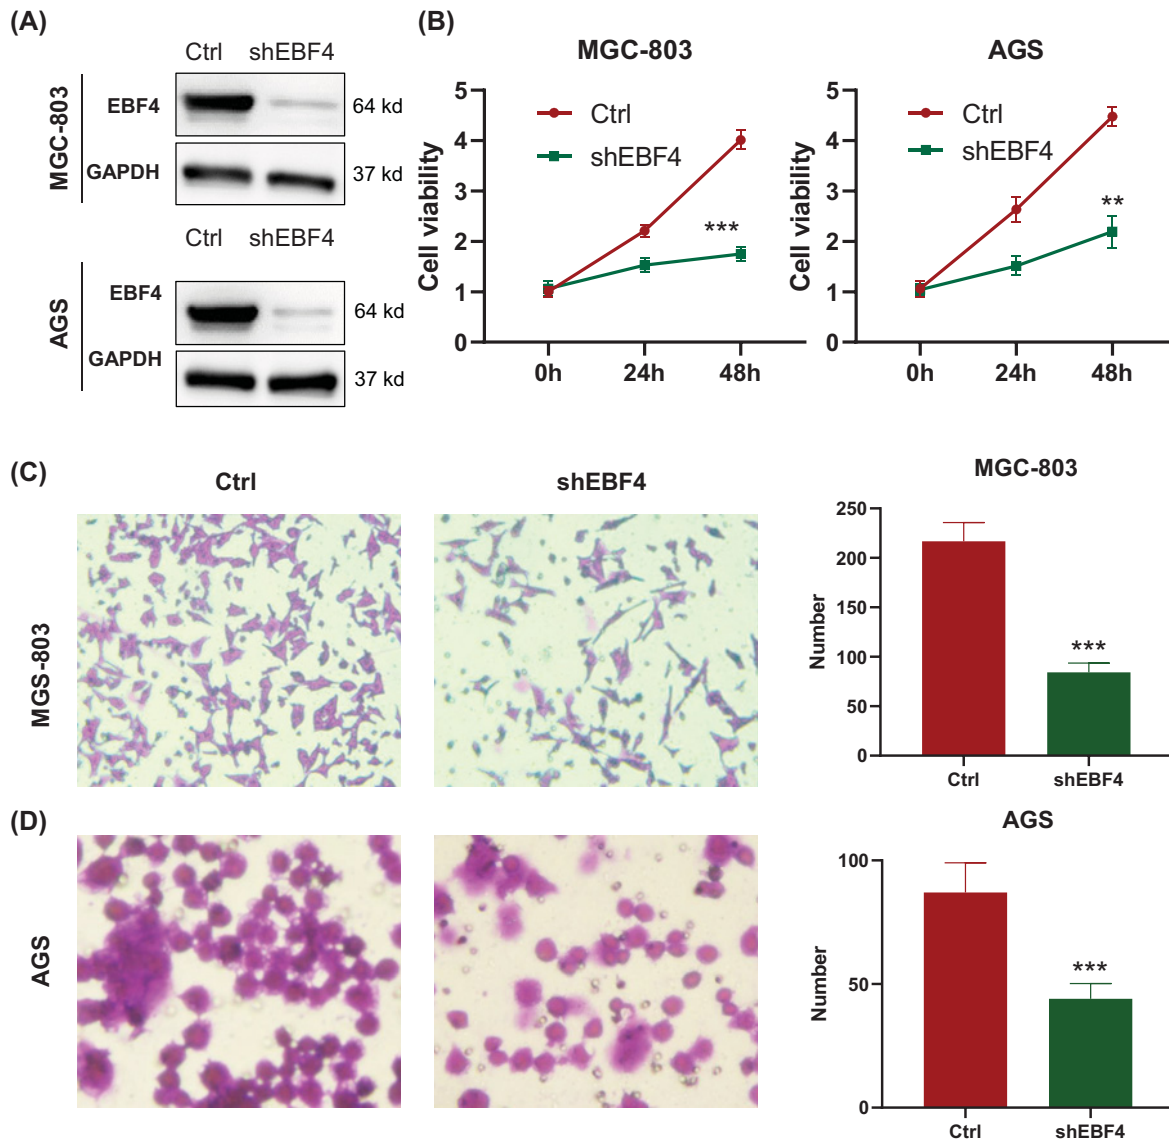 (A)
Ctrl shEBF4
MGC-803
EBF4
64 kd
GAPDH
37 kd
Ctrl shEBF4
AGS
EBF4
64 kd
GAPDH
37 kd
(B)
MGC-803
Cell viability
5
4
3
2
1
0
Ctrl
shEBF4
***
0h 24h 48h
AGS
Cell viability
5
4
3
2
1
0
Ctrl
shEBF4
**
0h 24h 48h
(C)
Ctrl
shEBF4
MGS-803
MGC-803
Number
250
200
150
100
50
0
***
Ctrl shEBF4
(D)
AGS
AGS
Number
100
50
0
***
Ctrl shEBF4